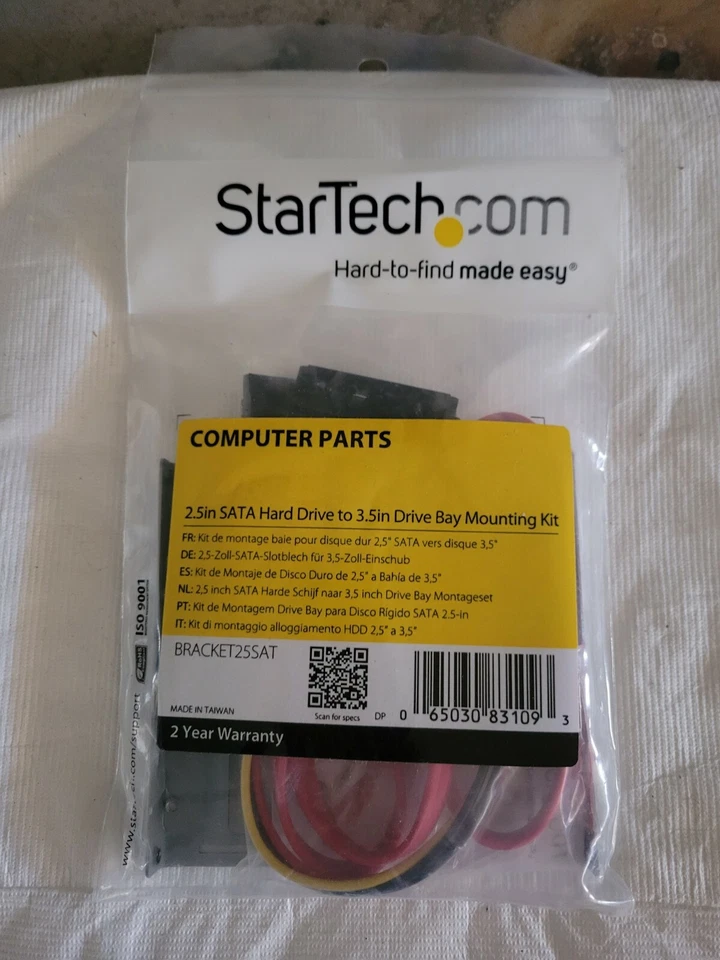 StarTech.com
Hard-to-find made easy®
COMPUTER PARTS
2.5in SATA Hard Drive to 3.5in Drive Bay Mounting Kit
FR: Kit de montage baie pour disque dur 2,5" SATA vers disque 3,5"
DE: 2,5-Zoll-SATA-Slotblech für 3,5-Zoll-Einschub
ES: Kit de Montaje de Disco Duro de 2,5" a Bahía de 3,5"
NL: 2,5 inch SATA Harde Schijf naar 3,5 inch Drive Bay Montageset
PT: Kit de Montagem Drive Bay para Disco Rígido SATA 2.5-in
IT: Kit di montaggio alloggiamento HDD 2,5" a 3,5"
BRACKET25SAT
MADE IN TAIWAN
Scan for specs
DP
0 65030 83109 3
2 Year Warranty
ISO 9001
RoHS